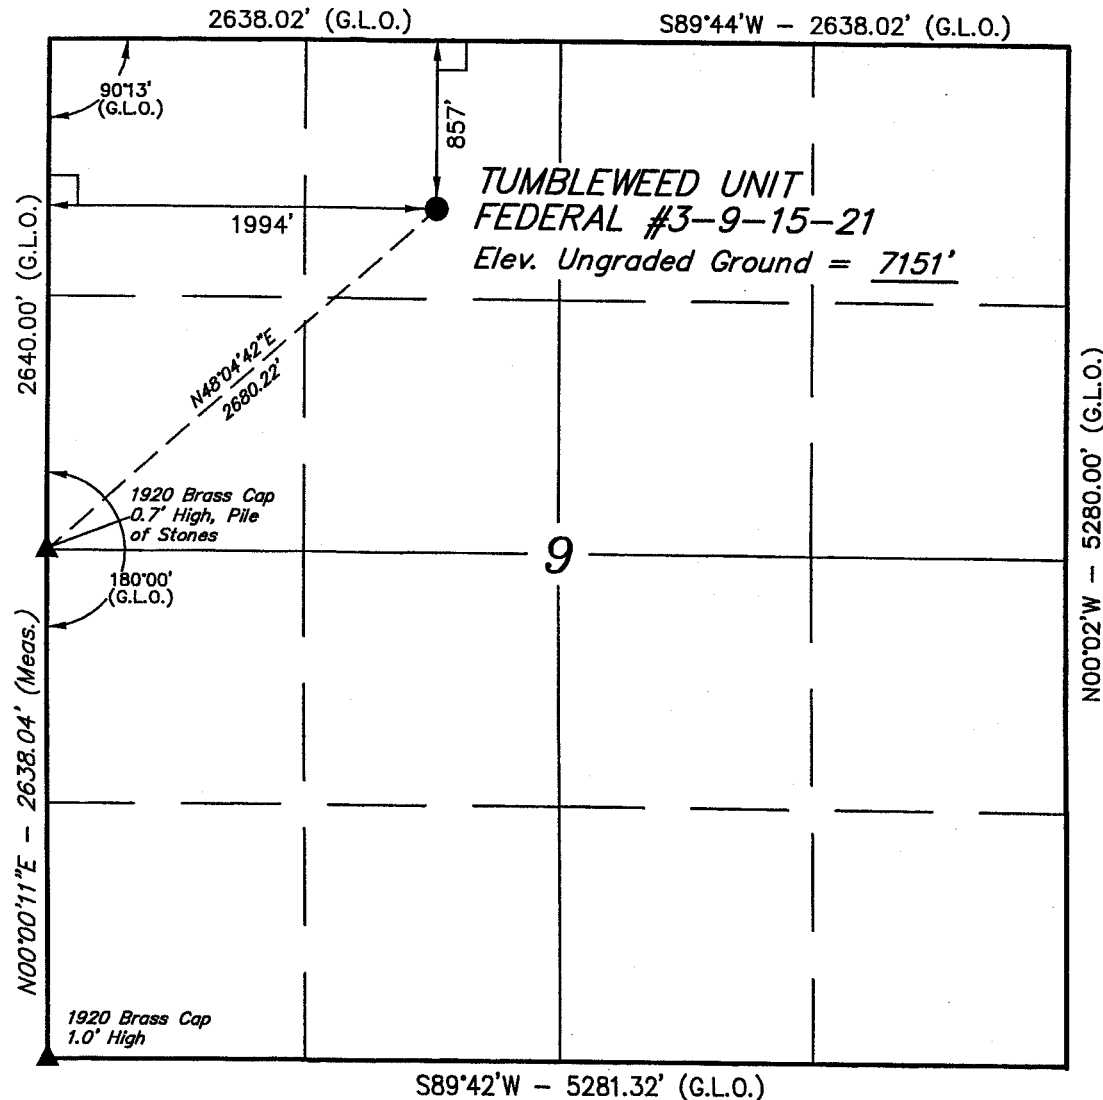 2638.02' (G.L.O.)
S89°44'W – 2638.02' (G.L.O.)
90°13'
(G.L.O.)
857'
TUMBLEWEED UNIT
FEDERAL #3–9–15–21
Elev. Ungraded Ground = 7151'
1994'
2640.00' (G.L.O.)
N48°04'42"E
2680.22'
N00°02'W – 5280.00' (G.L.O.)
1920 Brass Cap
0.7' High, Pile
of Stones
9
180°00'
(G.L.O.)
N00°00'11"E – 2638.04' (Meas.)
1920 Brass Cap
1.0' High
S89°42'W – 5281.32' (G.L.O.)